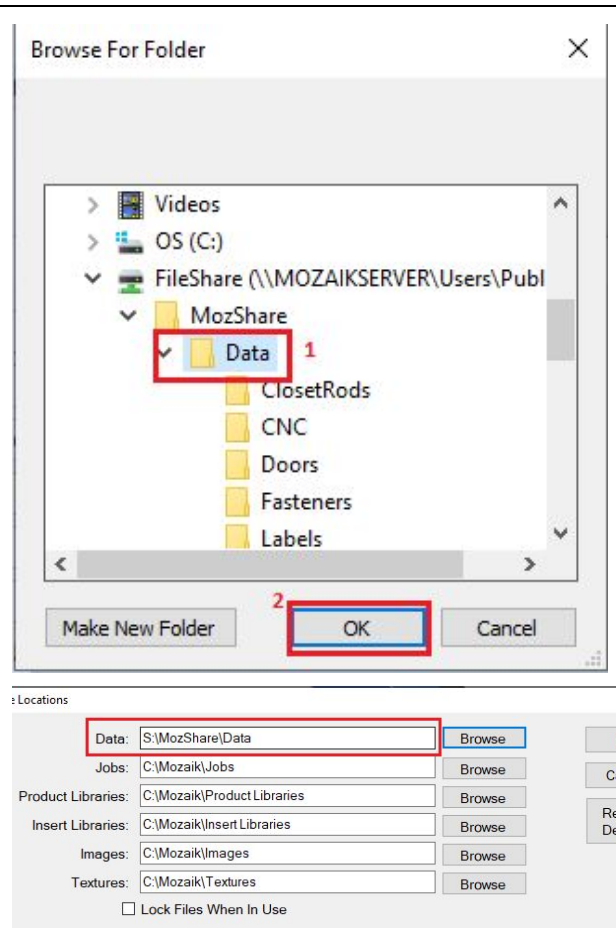 Browse For Folder
Videos
OS (C:)
FileShare (\\MOZAIKSERVER\Users\Publ
MozShare
Data 1
ClosetRods
CNC
Doors
Fasteners
Labels
2
Make New Folder OK Cancel
e Locations
Data: S:\MozShare\Data Browse
Jobs: C:\Mozaik\Jobs Browse
Ca
Product Libraries: C:\Mozaik\Product Libraries Browse
Insert Libraries: C:\Mozaik\Insert Libraries Browse
Re
De
Images: C:\Mozaik\Images Browse
Textures: C:\Mozaik\Textures Browse
Lock Files When In Use